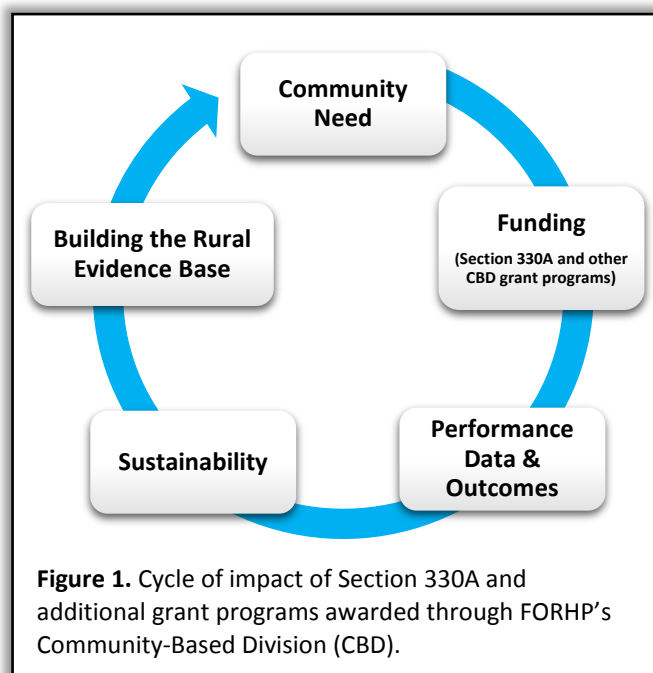 Community
Need
Funding
(Section 330A and other
CBD grant programs)
Performance
Data &
Outcomes
Sustainability
Building the Rural
Evidence Base
Figure 1. Cycle of impact of Section 330A and
additional grant programs awarded through FORHP’s
Community-Based Division (CBD).